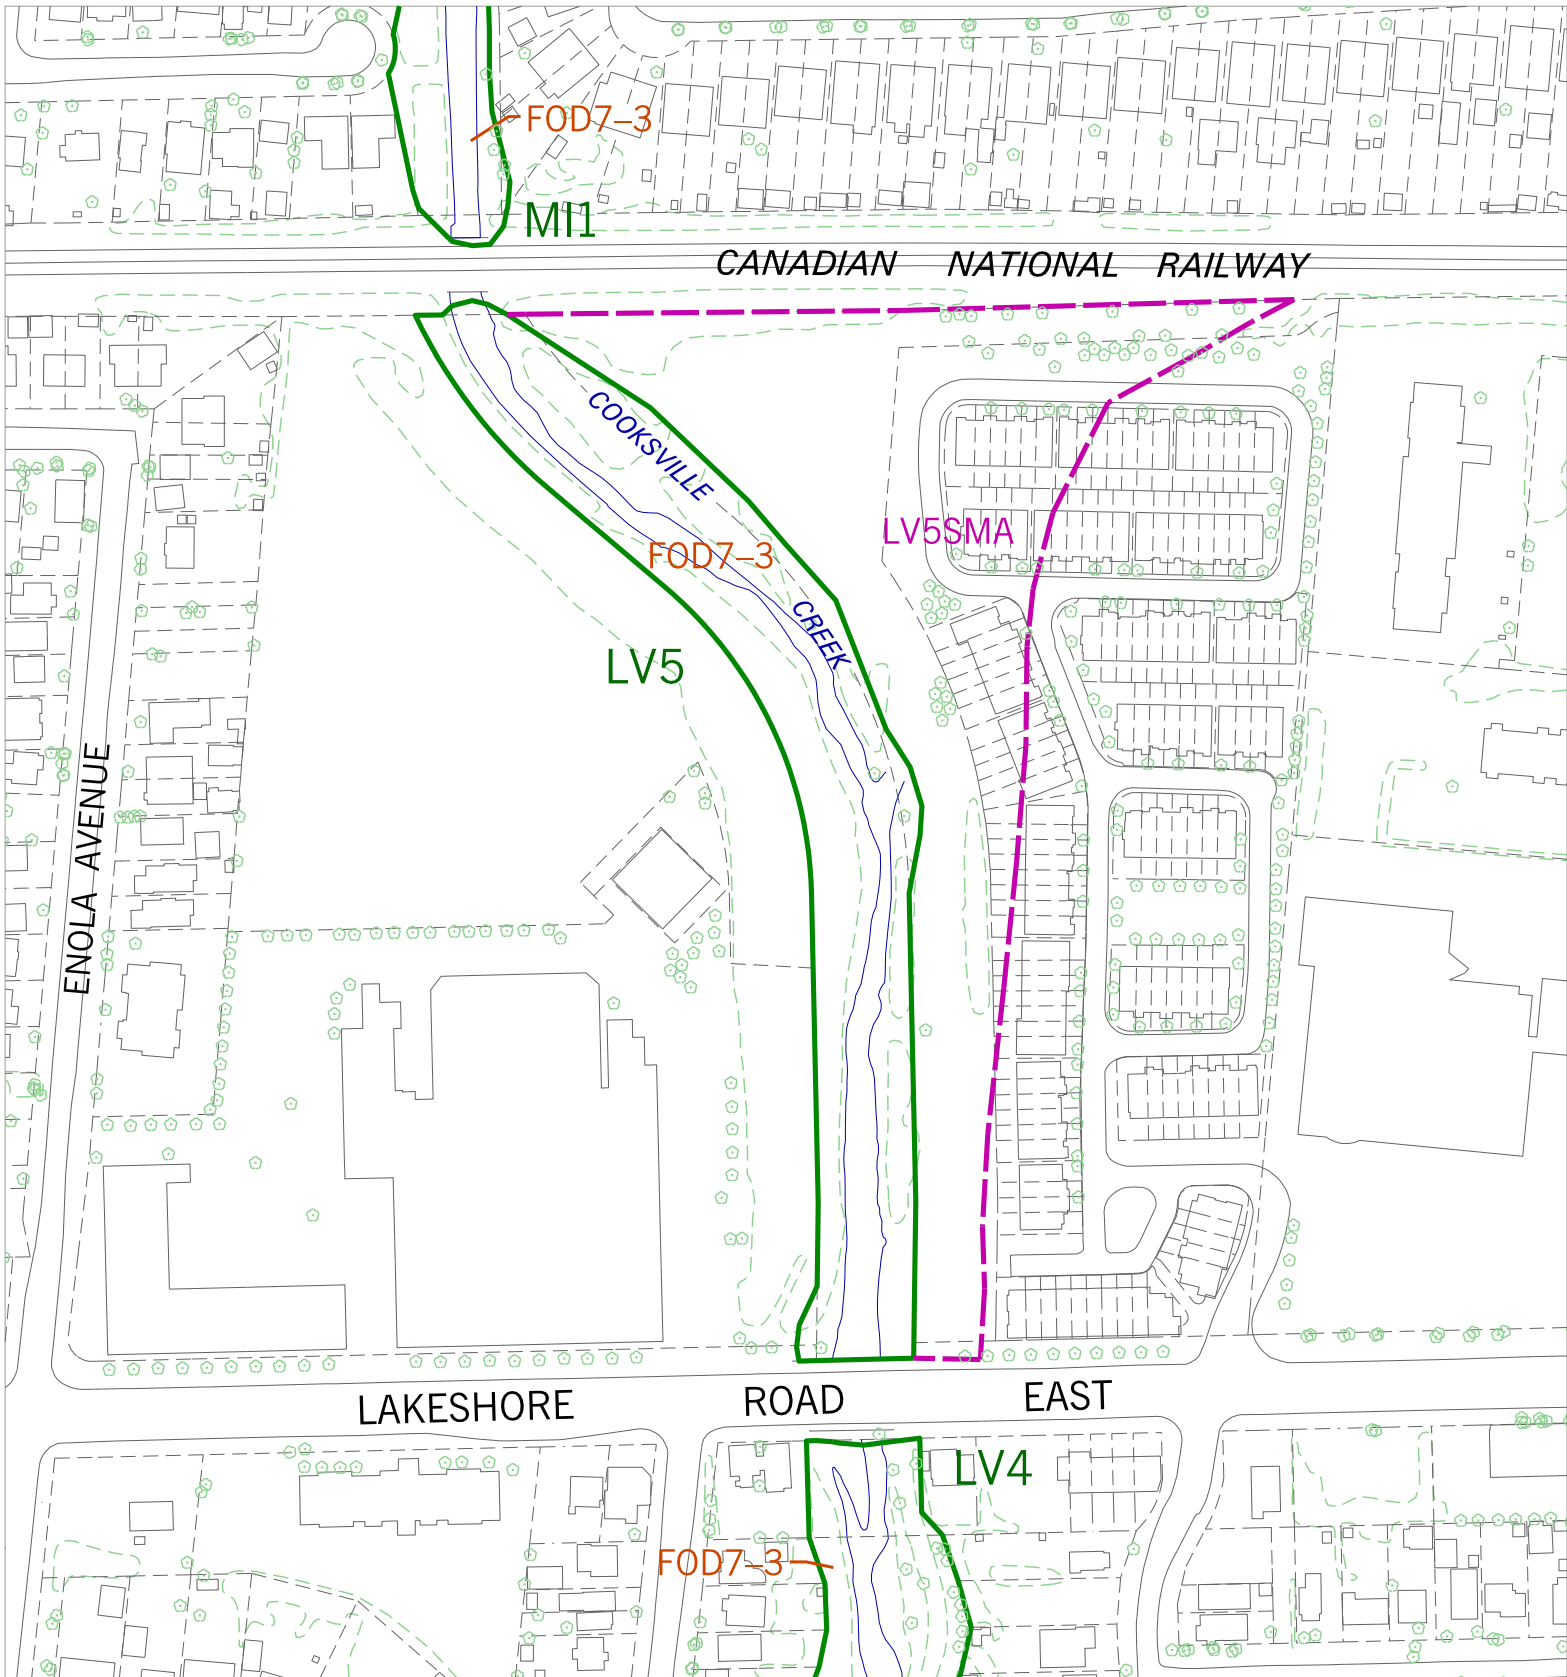 FOD7–3
MI1
CANADIAN NATIONAL RAILWAY
COOKSVILLE
LV5SMA
FOD7–3
CREEK
LV5
ENOLA AVENUE
LAKESHORE ROAD EAST
LV4
FOD7–3